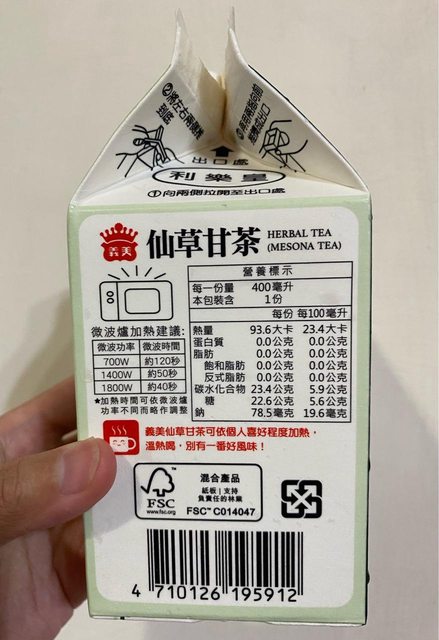 ②將左右兩側推
到底
出口處
利樂皇
①向兩側拉開至出口處
義美
仙草甘茶
HERBAL TEA
(MESONA TEA)
營養標示
每一份量 400毫升
本包裝含 1份
每份 每100毫升
熱量 93.6大卡 23.4大卡
蛋白質 0.0公克 0.0公克
脂肪 0.0公克 0.0公克
飽和脂肪 0.0公克 0.0公克
反式脂肪 0.0公克 0.0公克
碳水化合物 23.4公克 5.9公克
糖 22.6公克 5.6公克
鈉 78.5毫克 19.6毫克
微波爐加熱建議:
微波功率 微波時間
700W 約120秒
1400W 約50秒
1800W 約40秒
*加熱時間可依微波爐
功率不同而略作調整
義美仙草甘茶可依個人喜好程度加熱,
溫熱喝,別有一番好風味!
FSC
www.fsc.org
混合產品
紙板|支持
負責任的林業
FSC™ C014047
4 710126 195912